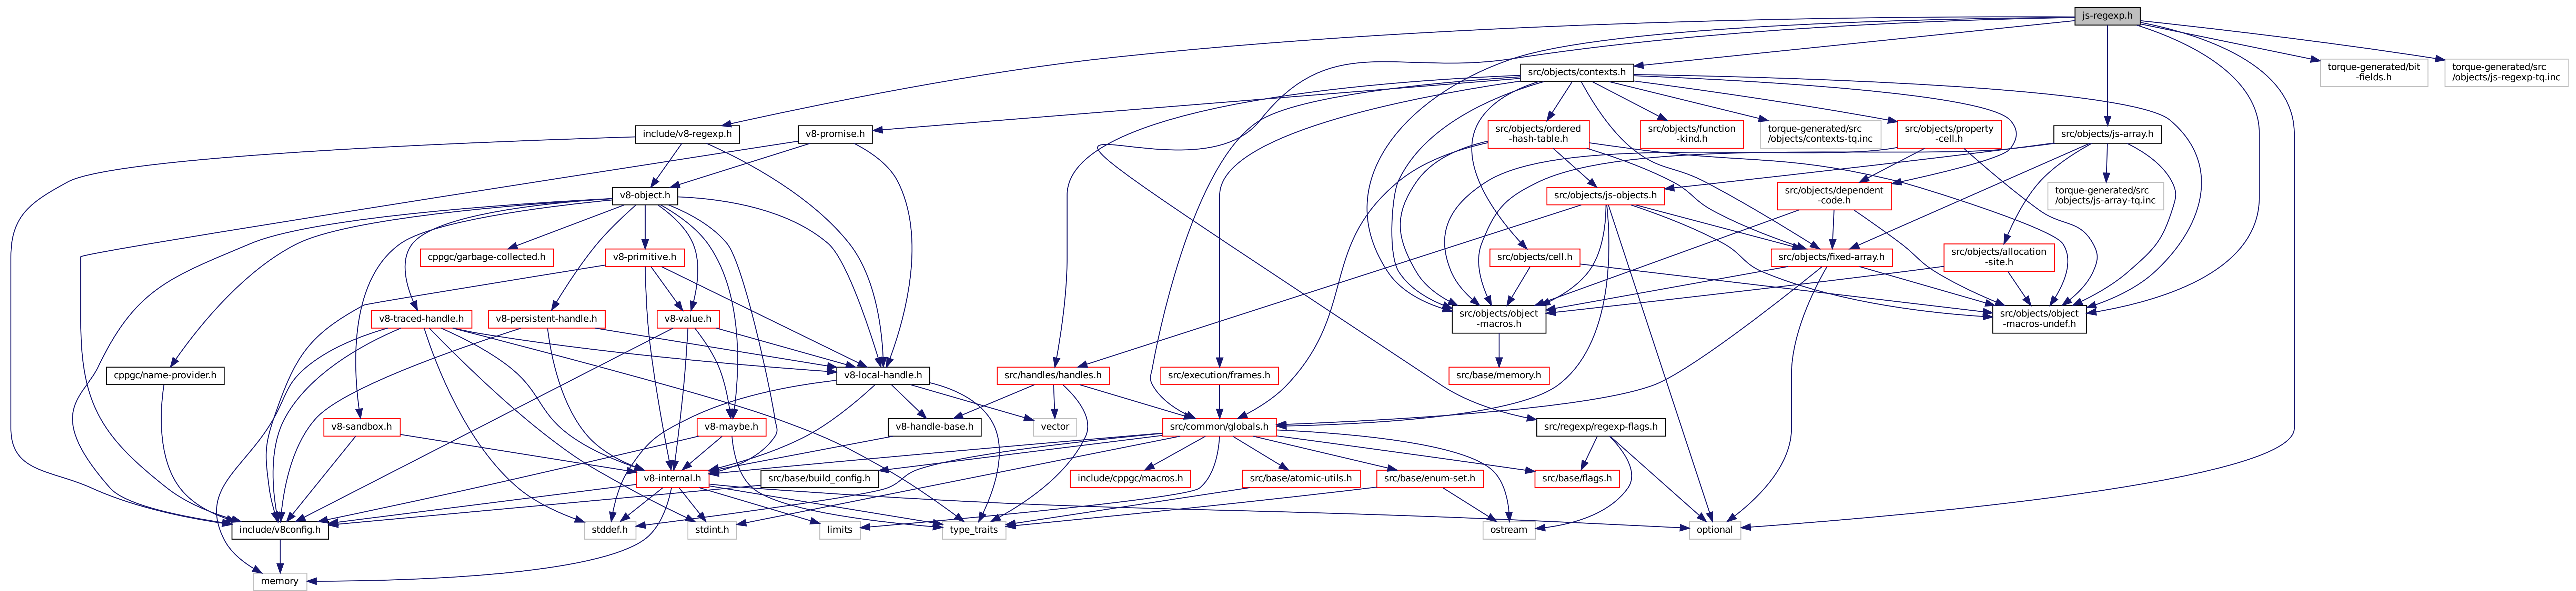 js-regexp.h
src/objects/contexts.h
torque-generated/bit
-fields.h
torque-generated/src
/objects/js-regexp-tq.inc
include/v8-regexp.h
v8-promise.h
src/objects/ordered
-hash-table.h
src/objects/function
-kind.h
torque-generated/src
/objects/contexts-tq.inc
src/objects/property
-cell.h
src/objects/js-array.h
v8-object.h
src/objects/js-objects.h
src/objects/dependent
-code.h
torque-generated/src
/objects/js-array-tq.inc
cppgc/garbage-collected.h
v8-primitive.h
src/objects/cell.h
src/objects/fixed-array.h
src/objects/allocation
-site.h
v8-traced-handle.h
v8-persistent-handle.h
v8-value.h
src/objects/object
-macros.h
src/objects/object
-macros-undef.h
cppgc/name-provider.h
v8-local-handle.h
src/handles/handles.h
src/execution/frames.h
src/base/memory.h
v8-sandbox.h
v8-maybe.h
v8-handle-base.h
vector
src/common/globals.h
src/regexp/regexp-flags.h
v8-internal.h
src/base/build_config.h
include/cppgc/macros.h
src/base/atomic-utils.h
src/base/enum-set.h
src/base/flags.h
include/v8config.h
stddef.h
stdint.h
limits
type_traits
ostream
optional
memory